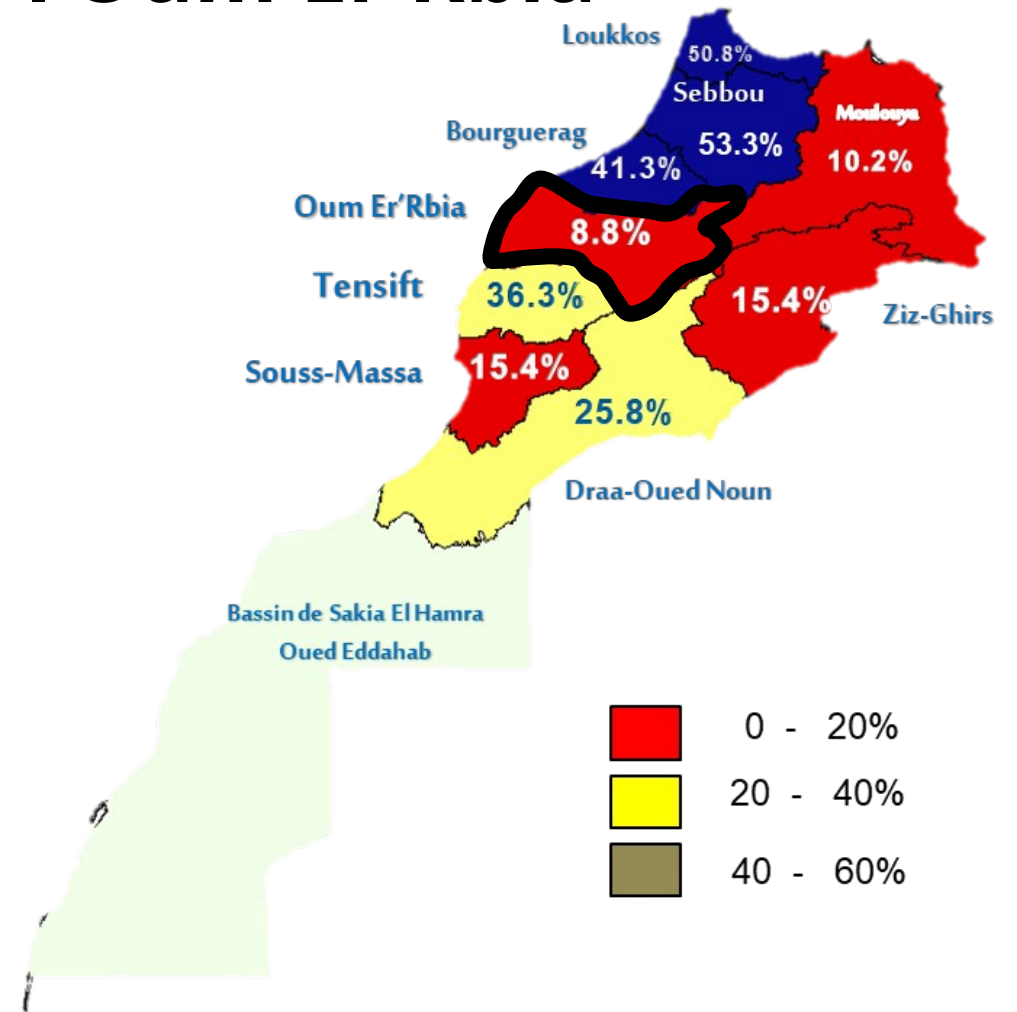 Loukkos
50.8%
Sebbou
Moulouya
Bourguerag
53.3%
10.2%
41.3%
Oum Er’Rbia
8.8%
Tensift
36.3%
15.4%
Ziz-Ghirs
Souss-Massa
15.4%
25.8%
Draa-Oued Noun
Bassin de Sakia El Hamra
Oued Eddahab
0 - 20%
20 - 40%
40 - 60%